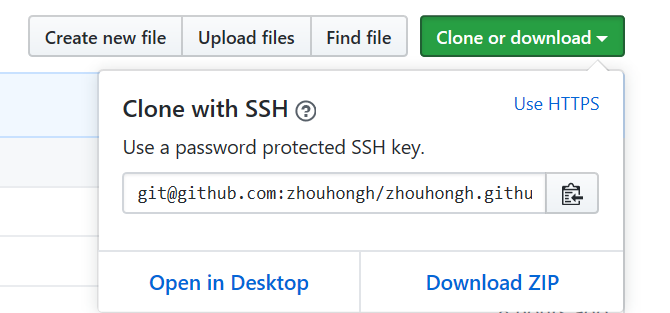 Create new file Upload files Find file Clone or download
Clone with SSH Use HTTPS
Use a password protected SSH key.
git@github.com:zhouhongh/zhouhongh.githu
Open in Desktop Download ZIP